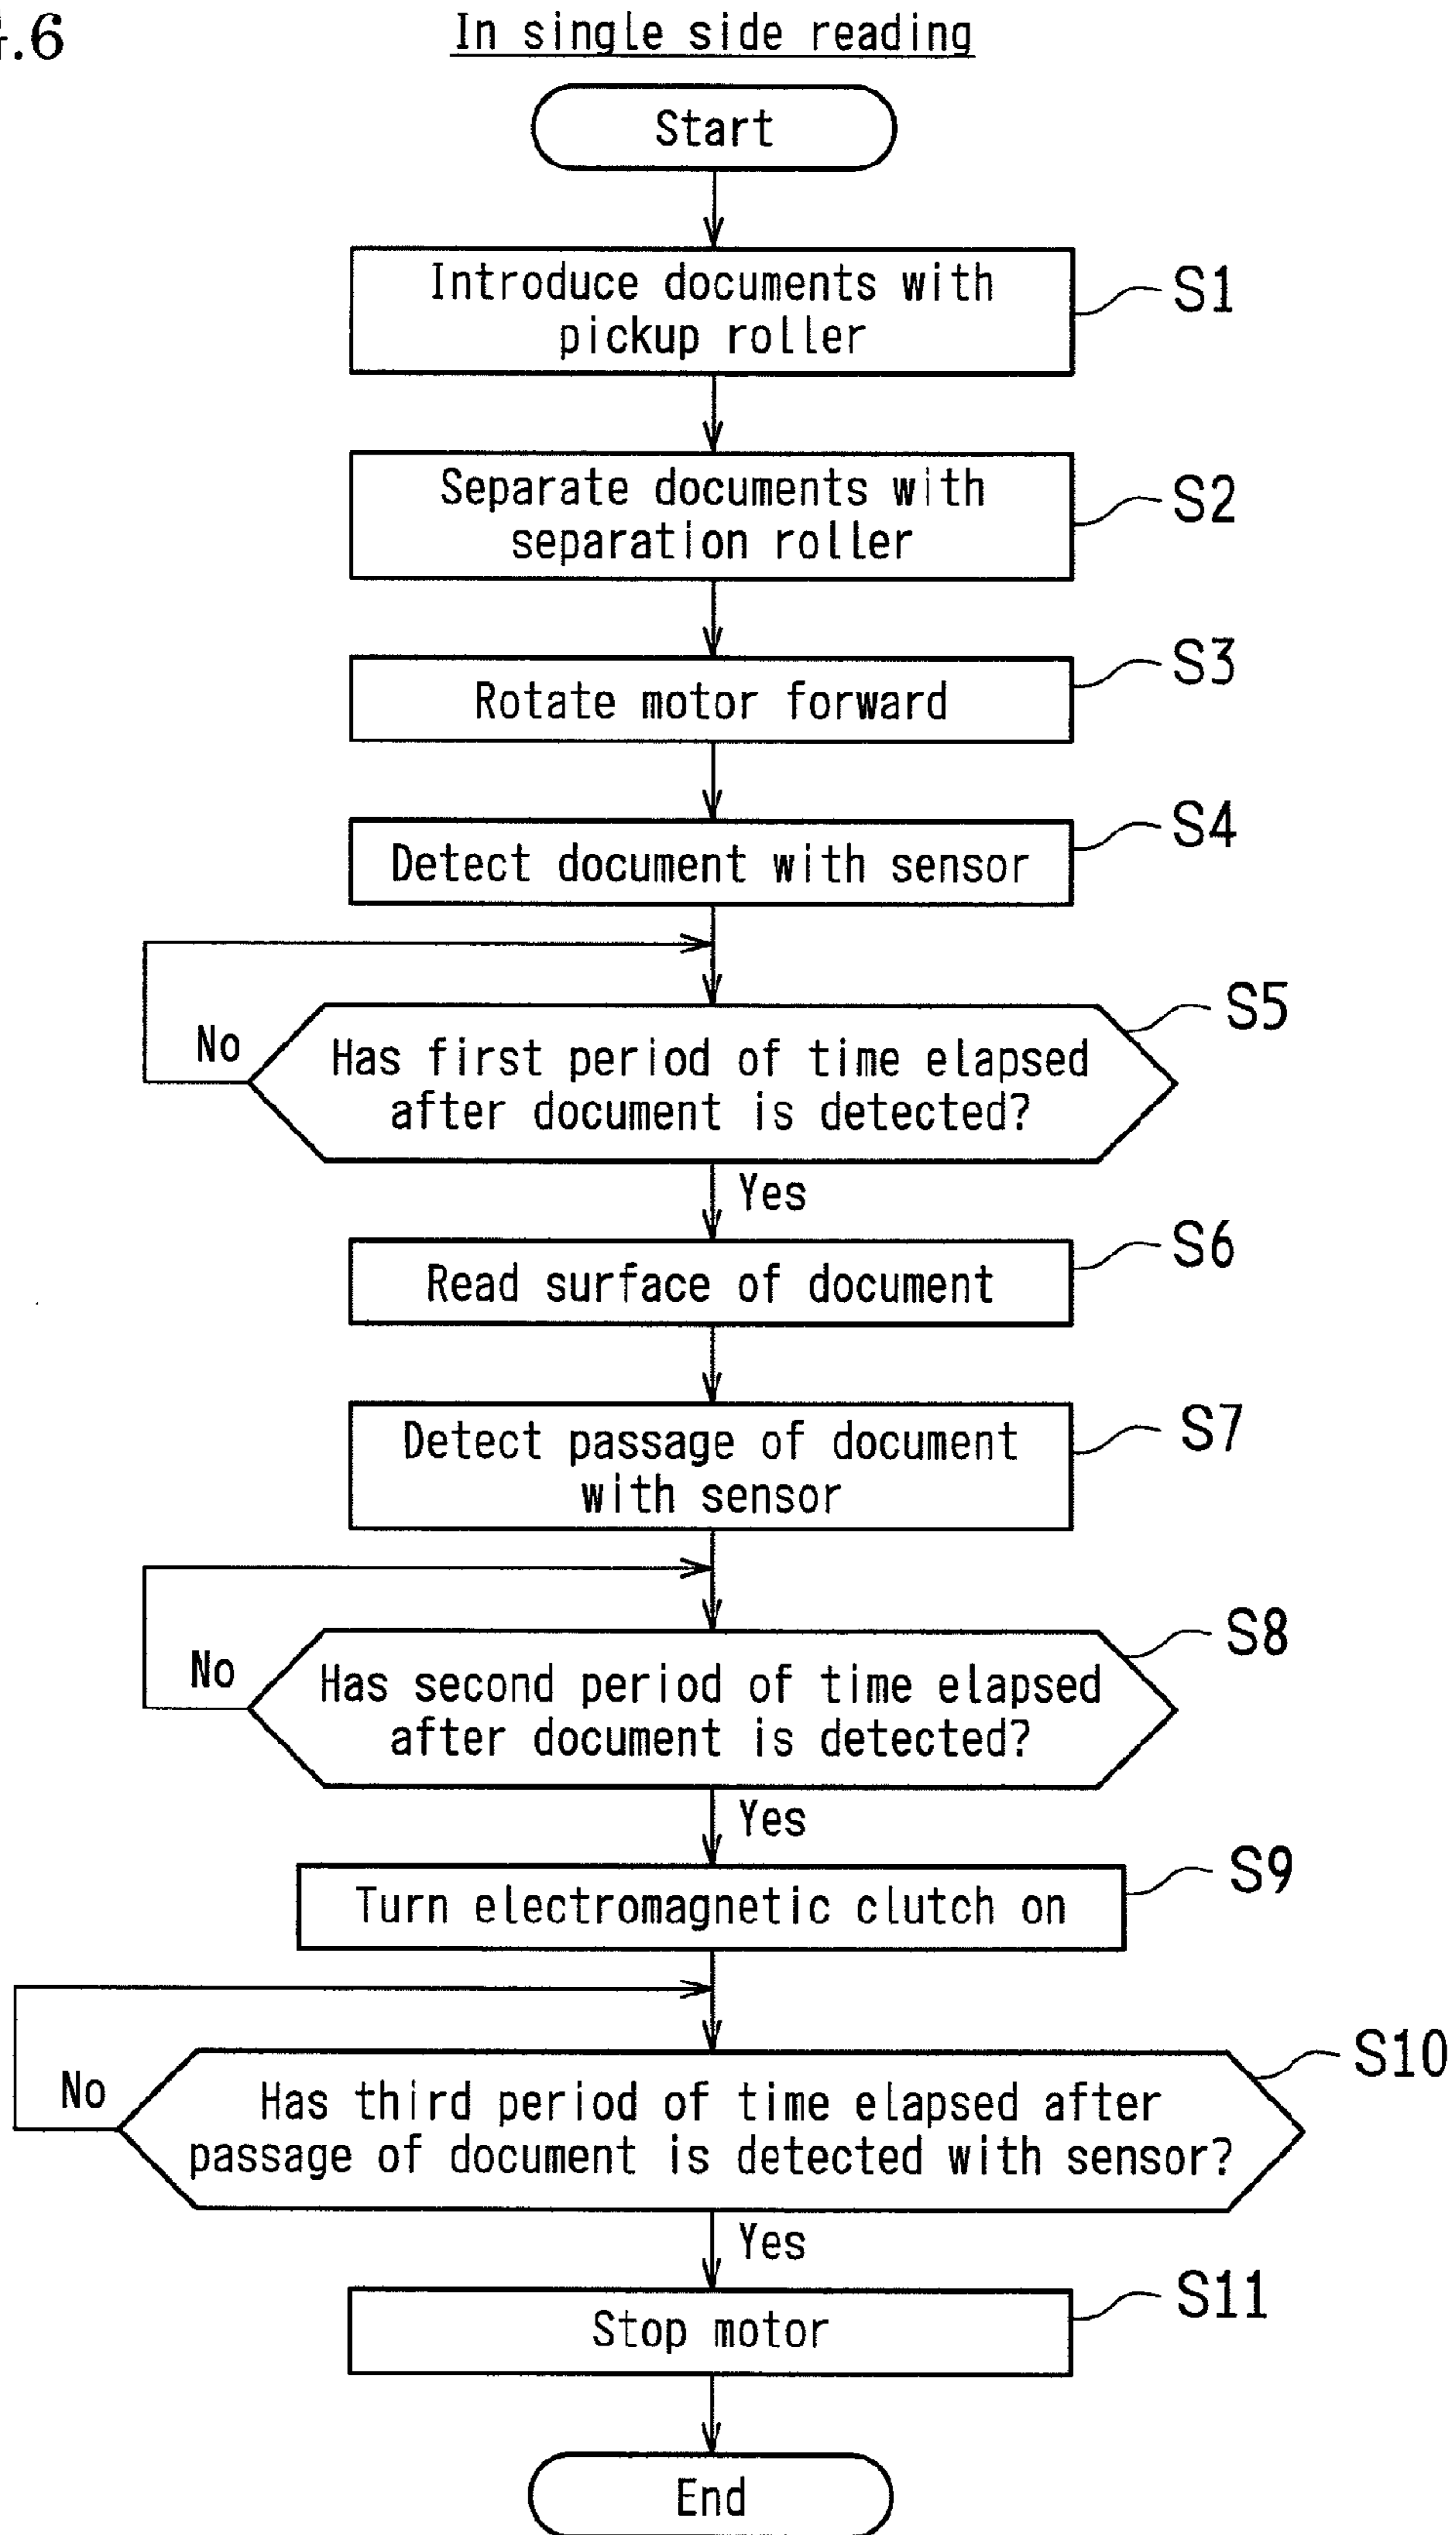 .6
In single side reading
Start
Introduce documents with
pickup roller
S1
Separate documents with
separation roller
S2
Rotate motor forward
S3
Detect document with sensor
S4
Has first period of time elapsed
after document is detected?
S5
No
Yes
Read surface of document
S6
Detect passage of document
with sensor
S7
Has second period of time elapsed
after document is detected?
S8
No
Yes
Turn electromagnetic clutch on
S9
Has third period of time elapsed after
passage of document is detected with sensor?
S10
No
Yes
Stop motor
S11
End